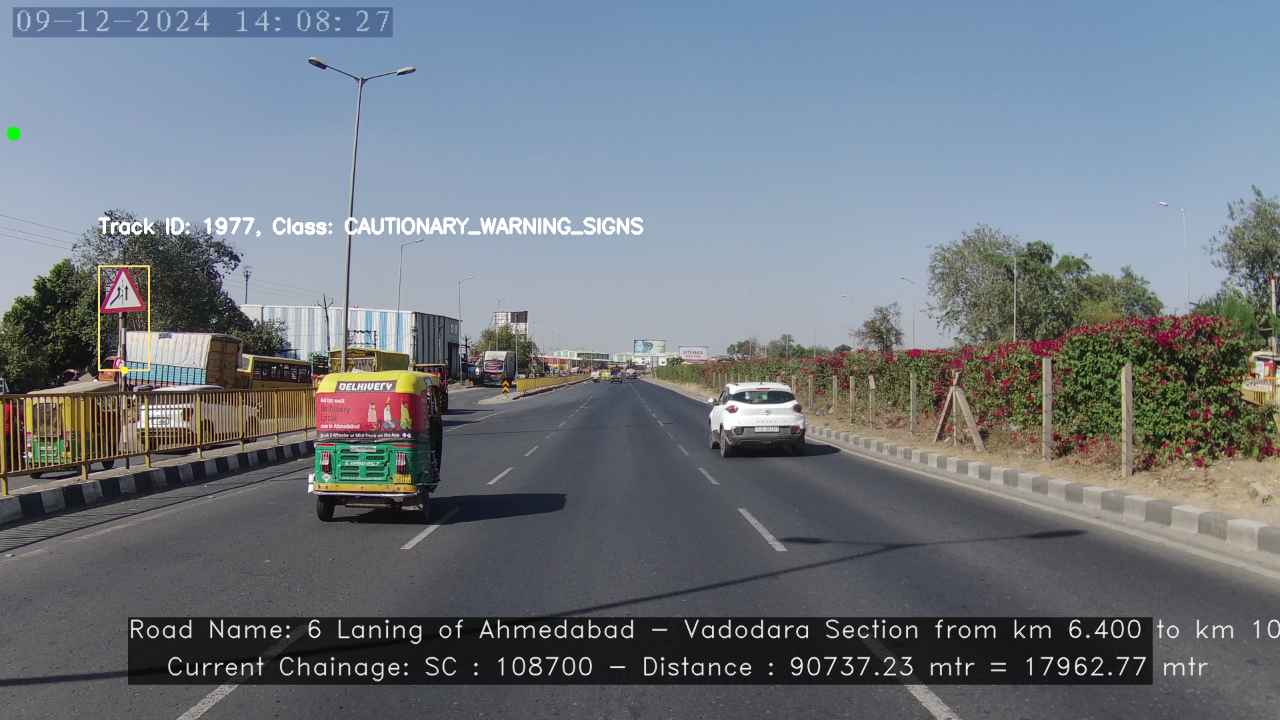 09-12-2024 14:08:27
Track ID: 1977, Class: CAUTIONARY_WARNING_SIGNS
DELHIVERY
Road Name: 6 Laning of Ahmedabad - Vadodara Section from km 6.400 to km 10
Current Chainage: SC : 108700 - Distance : 90737.23 mtr = 17962.77 mtr